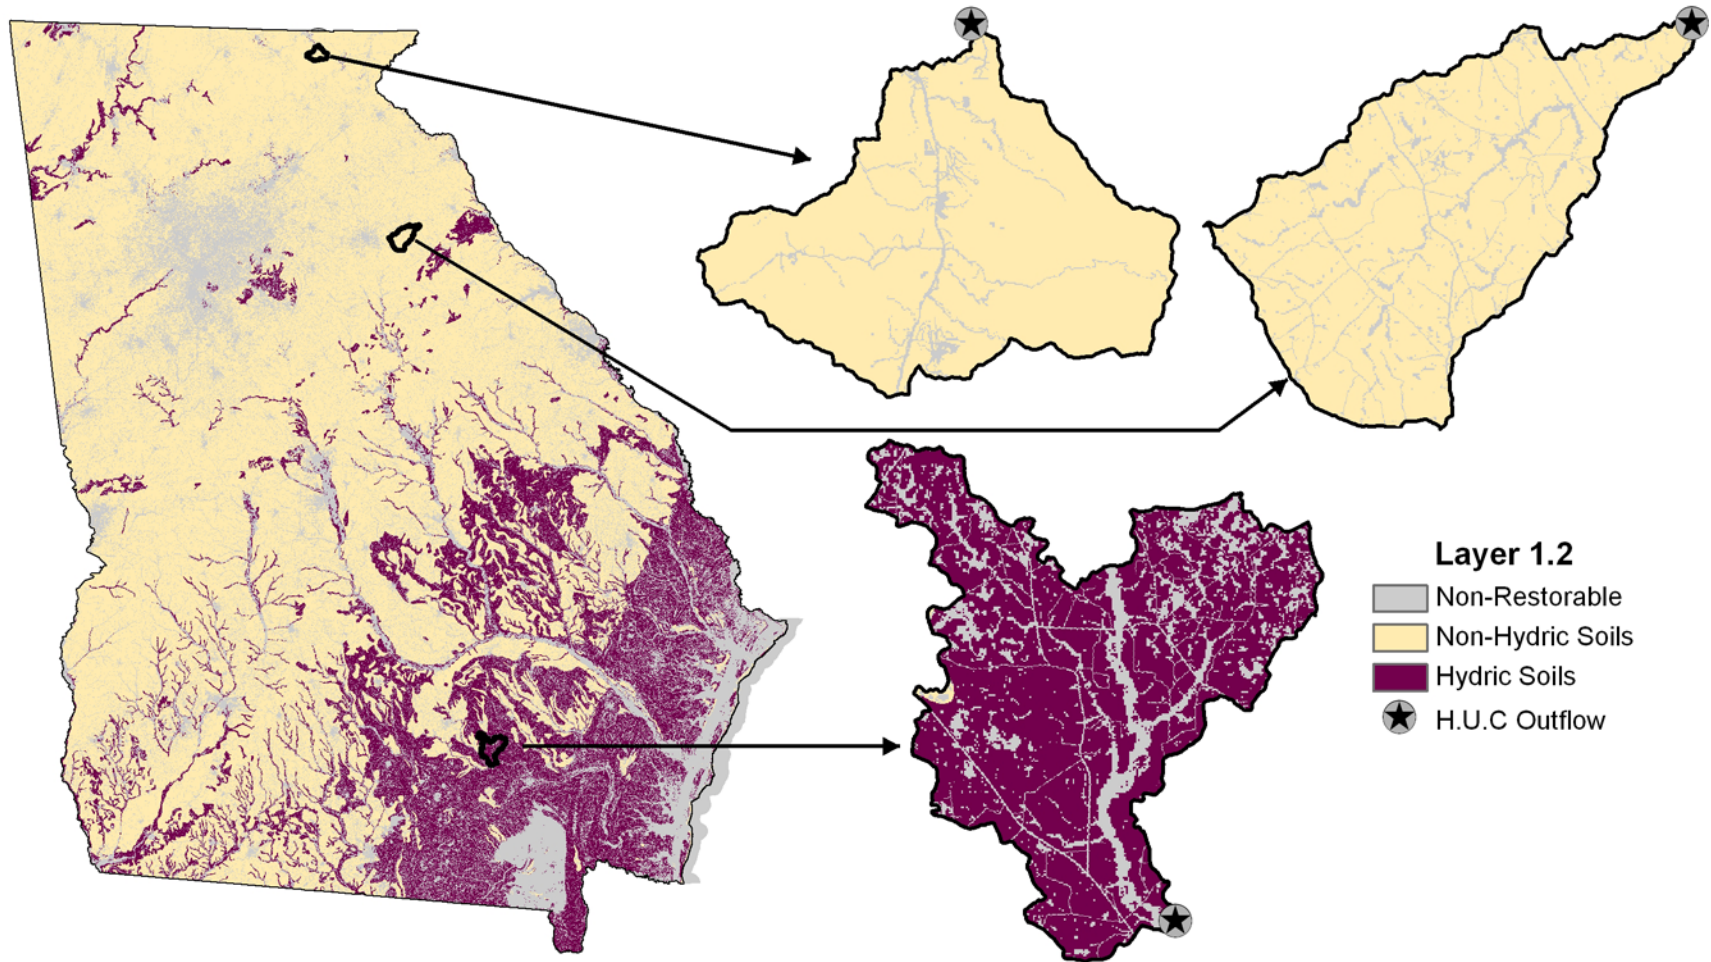 Layer 1.2
Non-Restorable
Non-Hydric Soils
Hydric Soils
H.U.C Outflow